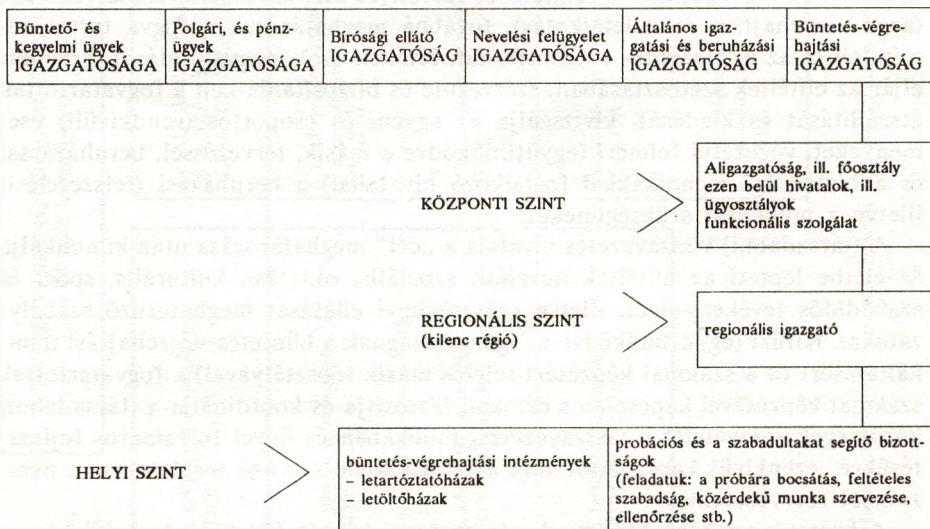 Büntető- és
kegyelmi ügyek
IGAZGATÓSÁGA
Polgári, és pénz-
ügyek
IGAZGATÓSÁGA
Bírósági ellátó
IGAZGATÓSÁG
Nevelési felügyelet
IGAZGATÓSÁGA
Általános igaz-
gatási és beruházási
IGAZGATÓSÁG
Büntetés-végre-
hajtási
IGAZGATÓSÁG
KÖZPONTI SZINT
Aligazgatóság, ill. főosztály
ezen belül hivatalok, ill.
ügyosztályok
funkcionális szolgálat
REGIONÁLIS SZINT
(kilenc régió)
regionális igazgató
HELYI SZINT
büntetés-végrehajtási intézmények
– letartóztatóházak
– letöltőházak
probációs és a szabadultakat segítő bizott-
ságok
(feladatuk: a próbára bocsátás, feltételes
szabadság, közérdekű munka szervezése,
ellenőrzése stb.)